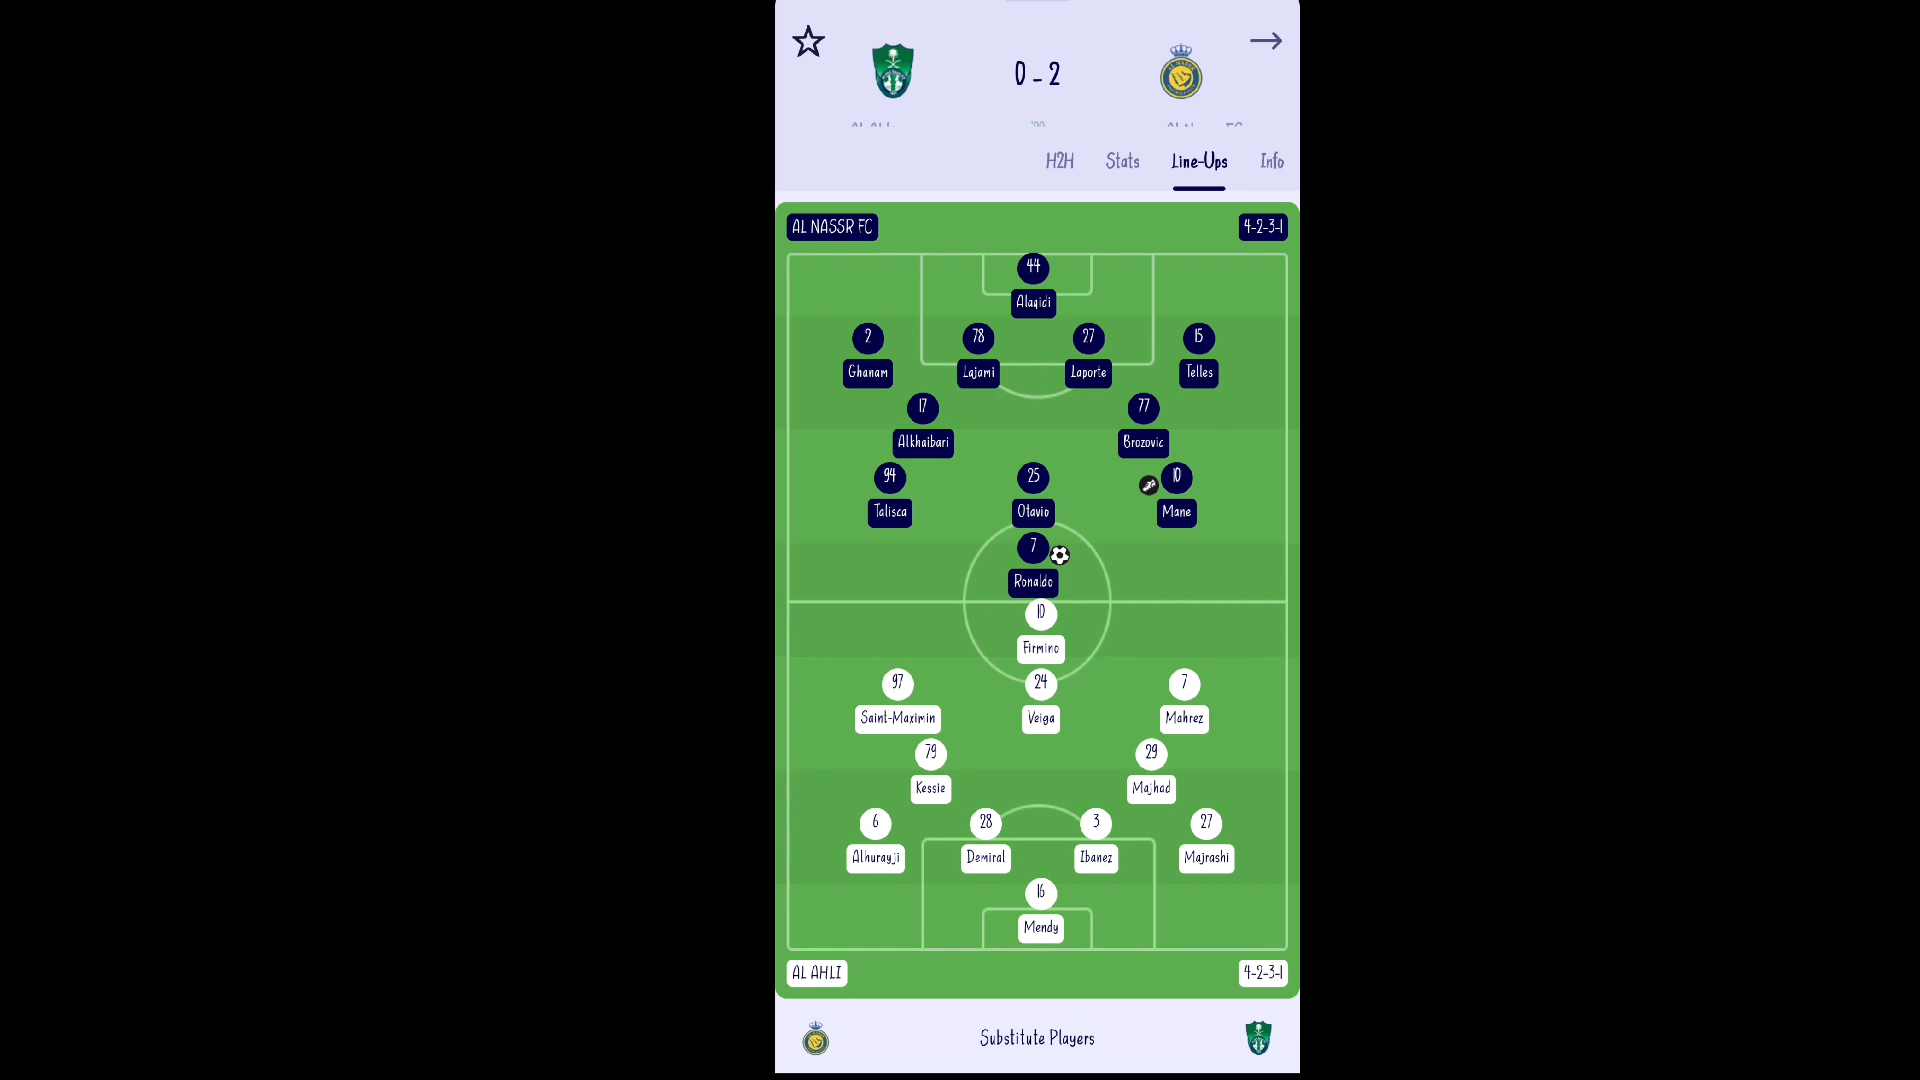 0 - 2
H2H Stats Line-Ups Info
AL NASSR FC 4-2-3-1
44
Alaqidi
2 78 27 15
Ghanam Lajami Laporte Telles
17 77
Alkhaibari Brozovic
94 25 10
Talisca Otavio Mane
7
Ronaldo
10
Firmino
97 24 7
Saint-Maximin Veiga Mahrez
79 29
Kessie Majhad
6 28 3 27
Alhurayji Demiral Ibanez Majrashi
16
Mendy
AL AHLI 4-2-3-1
Substitute Players